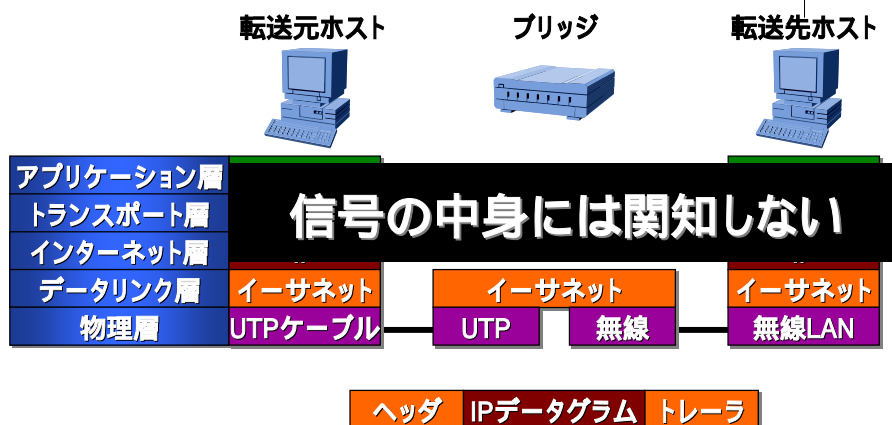 転送元ホスト ブリッジ 転送先ホスト
アプリケーション層
トランスポート層
信号の中身には関知しない
インターネット層
データリンク層 イーサネット イーサネット イーサネット
物理層 UTPケーブル UTP 無線 無線LAN
ヘッダ IPデータグラム トレーラ